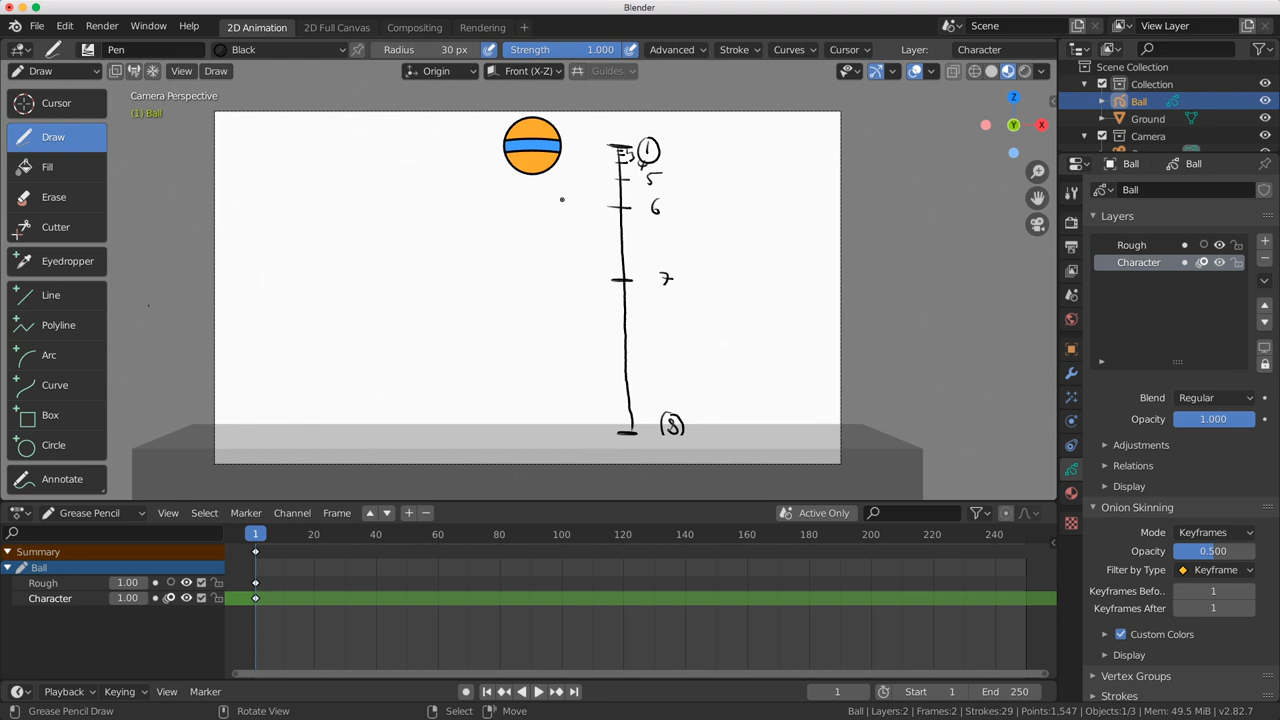 Blender
File Edit Render Window Help 2D Animation 2D Full Canvas Compositing Rendering + Scene View Layer
Pen Black Radius 30 px Strength 1.000 Advanced Stroke Curves Cursor Layer: Character
Draw View Draw Origin Front (X-Z) Guides
Scene Collection
Collection
Ball
Ground
Camera
Camera Perspective
(1) Ball
Z
X
Y
Cursor
Draw
Fill
Erase
Cutter
Eyedropper
Line
Polyline
Arc
Curve
Box
Circle
Annotate
1
5
6
7
(8)
Ball Ball
Ball
Layers
Rough
Character
Blend Regular
Opacity 1.000
Adjustments
Relations
Display
Onion Skinning
Mode Keyframes
Opacity 0.500
Filter by Type Keyframe
Keyframes Befo.. 1
Keyframes After 1
Custom Colors
Display
Vertex Groups
Strokes
Grease Pencil View Select Marker Channel Frame Active Only
1 20 40 60 80 100 120 140 160 180 200 220 240
Summary
Ball
Rough 1.00
Character 1.00
Playback Keying View Marker 1 Start 1 End 250
Grease Pencil Draw Rotate View Select Move Ball | Layers:2 | Frames:2 | Strokes:29 | Points:1,547 | Objects:1/3 | Mem: 49.5 MiB | v2.82.7